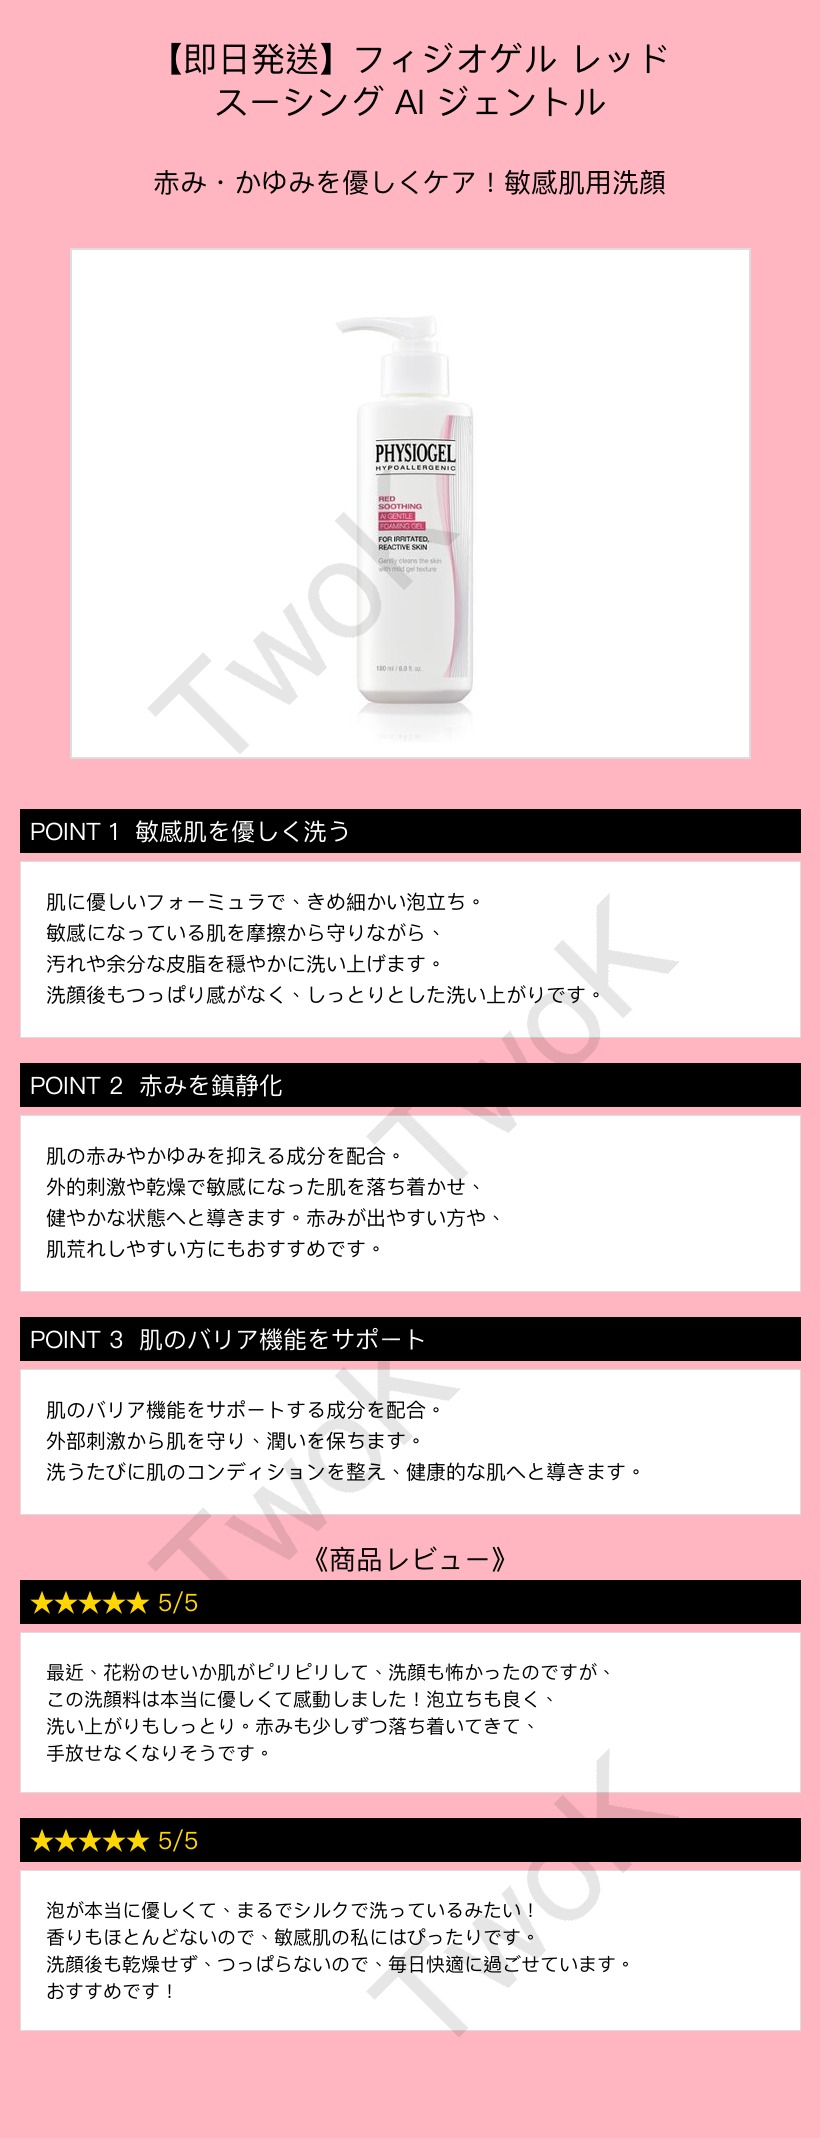 【即日発送】フィジオゲル レッド
スーシング AI ジェントル
赤み・かゆみを優しくケア！敏感肌用洗顔
PHYSIOGEL
HYPOALLERGENIC
RED
SOOTHING
AI GENTLE
FOAMING GEL
FOR IRRITATED,
REACTIVE SKIN
Gently cleans the skin
with mild gel texture
180 ml / 6.0 fl. oz.
TwoK
POINT 1 敏感肌を優しく洗う
肌に優しいフォーミュラで、きめ細かい泡立ち。
敏感になっている肌を摩擦から守りながら、
汚れや余分な皮脂を穏やかに洗い上げます。
洗顔後もつっぱり感がなく、しっとりとした洗い上がりです。
TwoK
POINT 2 赤みを鎮静化
肌の赤みやかゆみを抑える成分を配合。
外的刺激や乾燥で敏感になった肌を落ち着かせ、
健やかな状態へと導きます。赤みが出やすい方や、
肌荒れしやすい方にもおすすめです。
POINT 3 肌のバリア機能をサポート
肌のバリア機能をサポートする成分を配合。
外部刺激から肌を守り、潤いを保ちます。
洗うたびに肌のコンディションを整え、健康的な肌へと導きます。
TwoK
《商品レビュー》
★★★★★ 5/5
最近、花粉のせいか肌がピリピリして、洗顔も怖かったのですが、
この洗顔料は本当に優しくて感動しました！泡立ちも良く、
洗い上がりもしっとり。赤みも少しずつ落ち着いてきて、
手放せなくなりそうです。
★★★★★ 5/5
泡が本当に優しくて、まるでシルクで洗っているみたい！
香りもほとんどないので、敏感肌の私にはぴったりです。
洗顔後も乾燥せず、つっぱらないので、毎日快適に過ごせています。
おすすめです！
TwoK